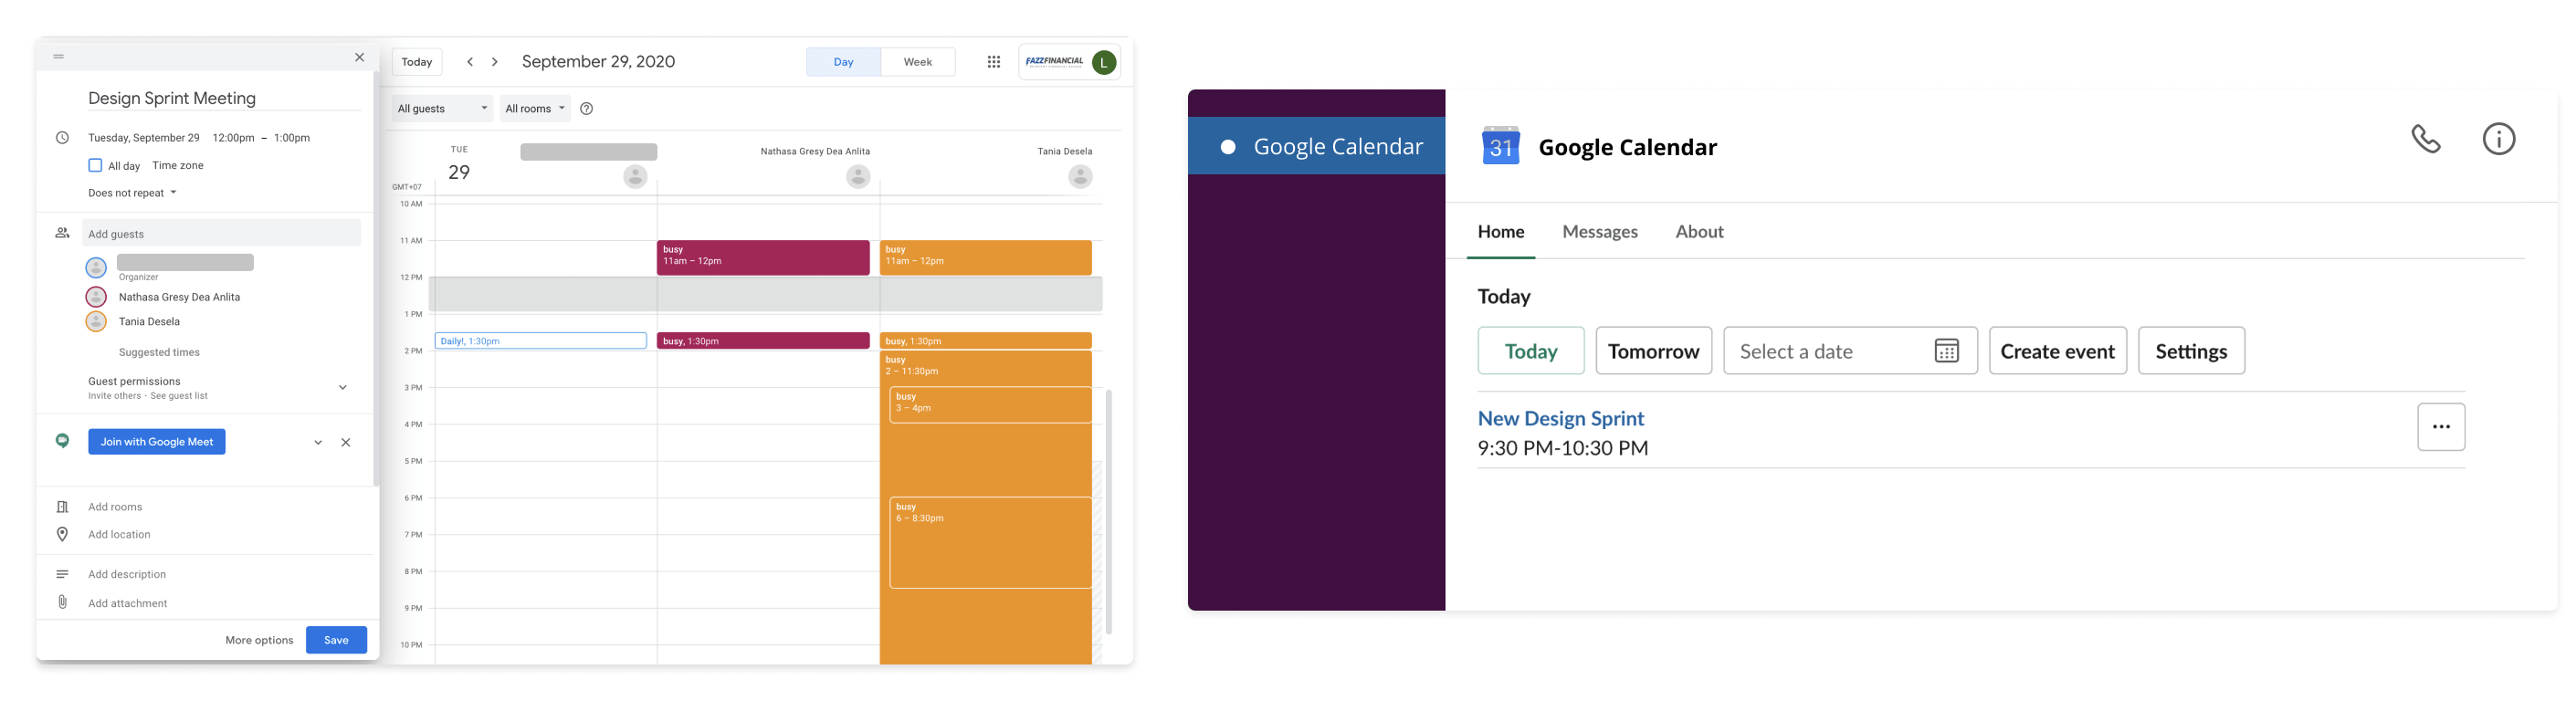 Design Sprint Meeting
Tuesday, September 29 12:00pm – 1:00pm
All day Time zone
Does not repeat
Add guests
Organizer
Nathasa Gresy Dea Anlita
Tania Desela
Suggested times
Guest permissions
Invite others - See guest list
Join with Google Meet
Add rooms
Add location
Add description
Add attachment
More options Save
Today September 29, 2020 Day Week
FAZZFINANCIAL L
All guests All rooms
TUE
29
Nathasa Gresy Dea Anlita
Tania Desela
GMT+07
10 AM
11 AM
12 PM
1 PM
2 PM
3 PM
4 PM
5 PM
6 PM
7 PM
8 PM
9 PM
10 PM
Daily!, 1:30pm
busy
11am – 12pm
busy, 1:30pm
busy
11am – 12pm
busy, 1:30pm
busy
2 – 11:30pm
busy
3 – 4pm
busy
6 – 8:30pm
Google Calendar
31 Google Calendar
Home Messages About
Today
Today Tomorrow Select a date Create event Settings
New Design Sprint
9:30 PM-10:30 PM